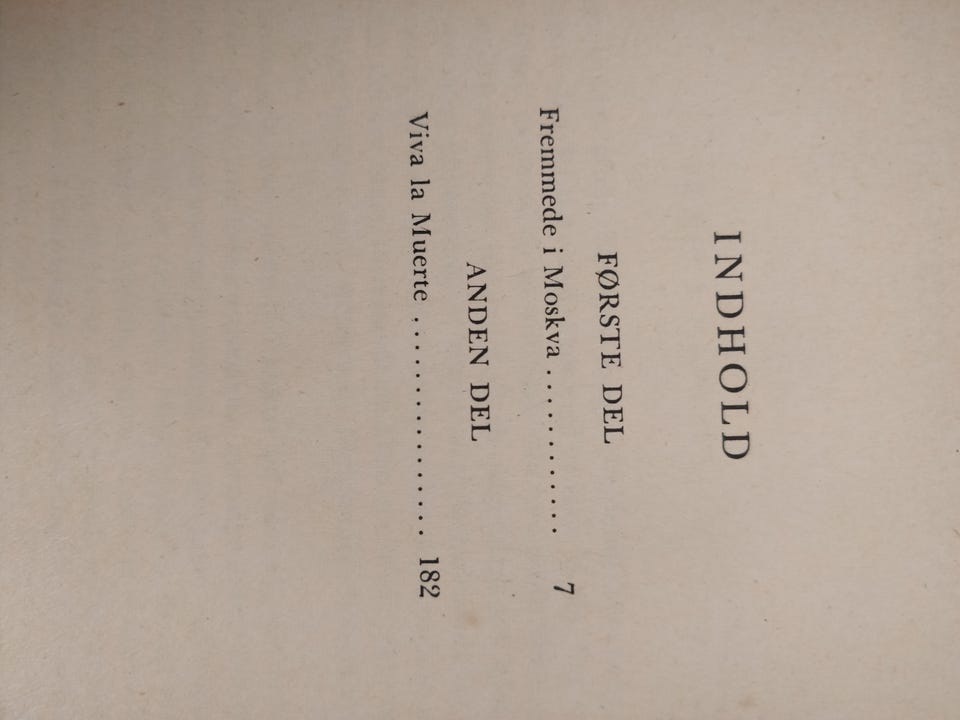 INDHOLD
FØRSTE DEL
Fremmede i Moskva ............ 7
ANDEN DEL
Viva la Muerte ................ 182